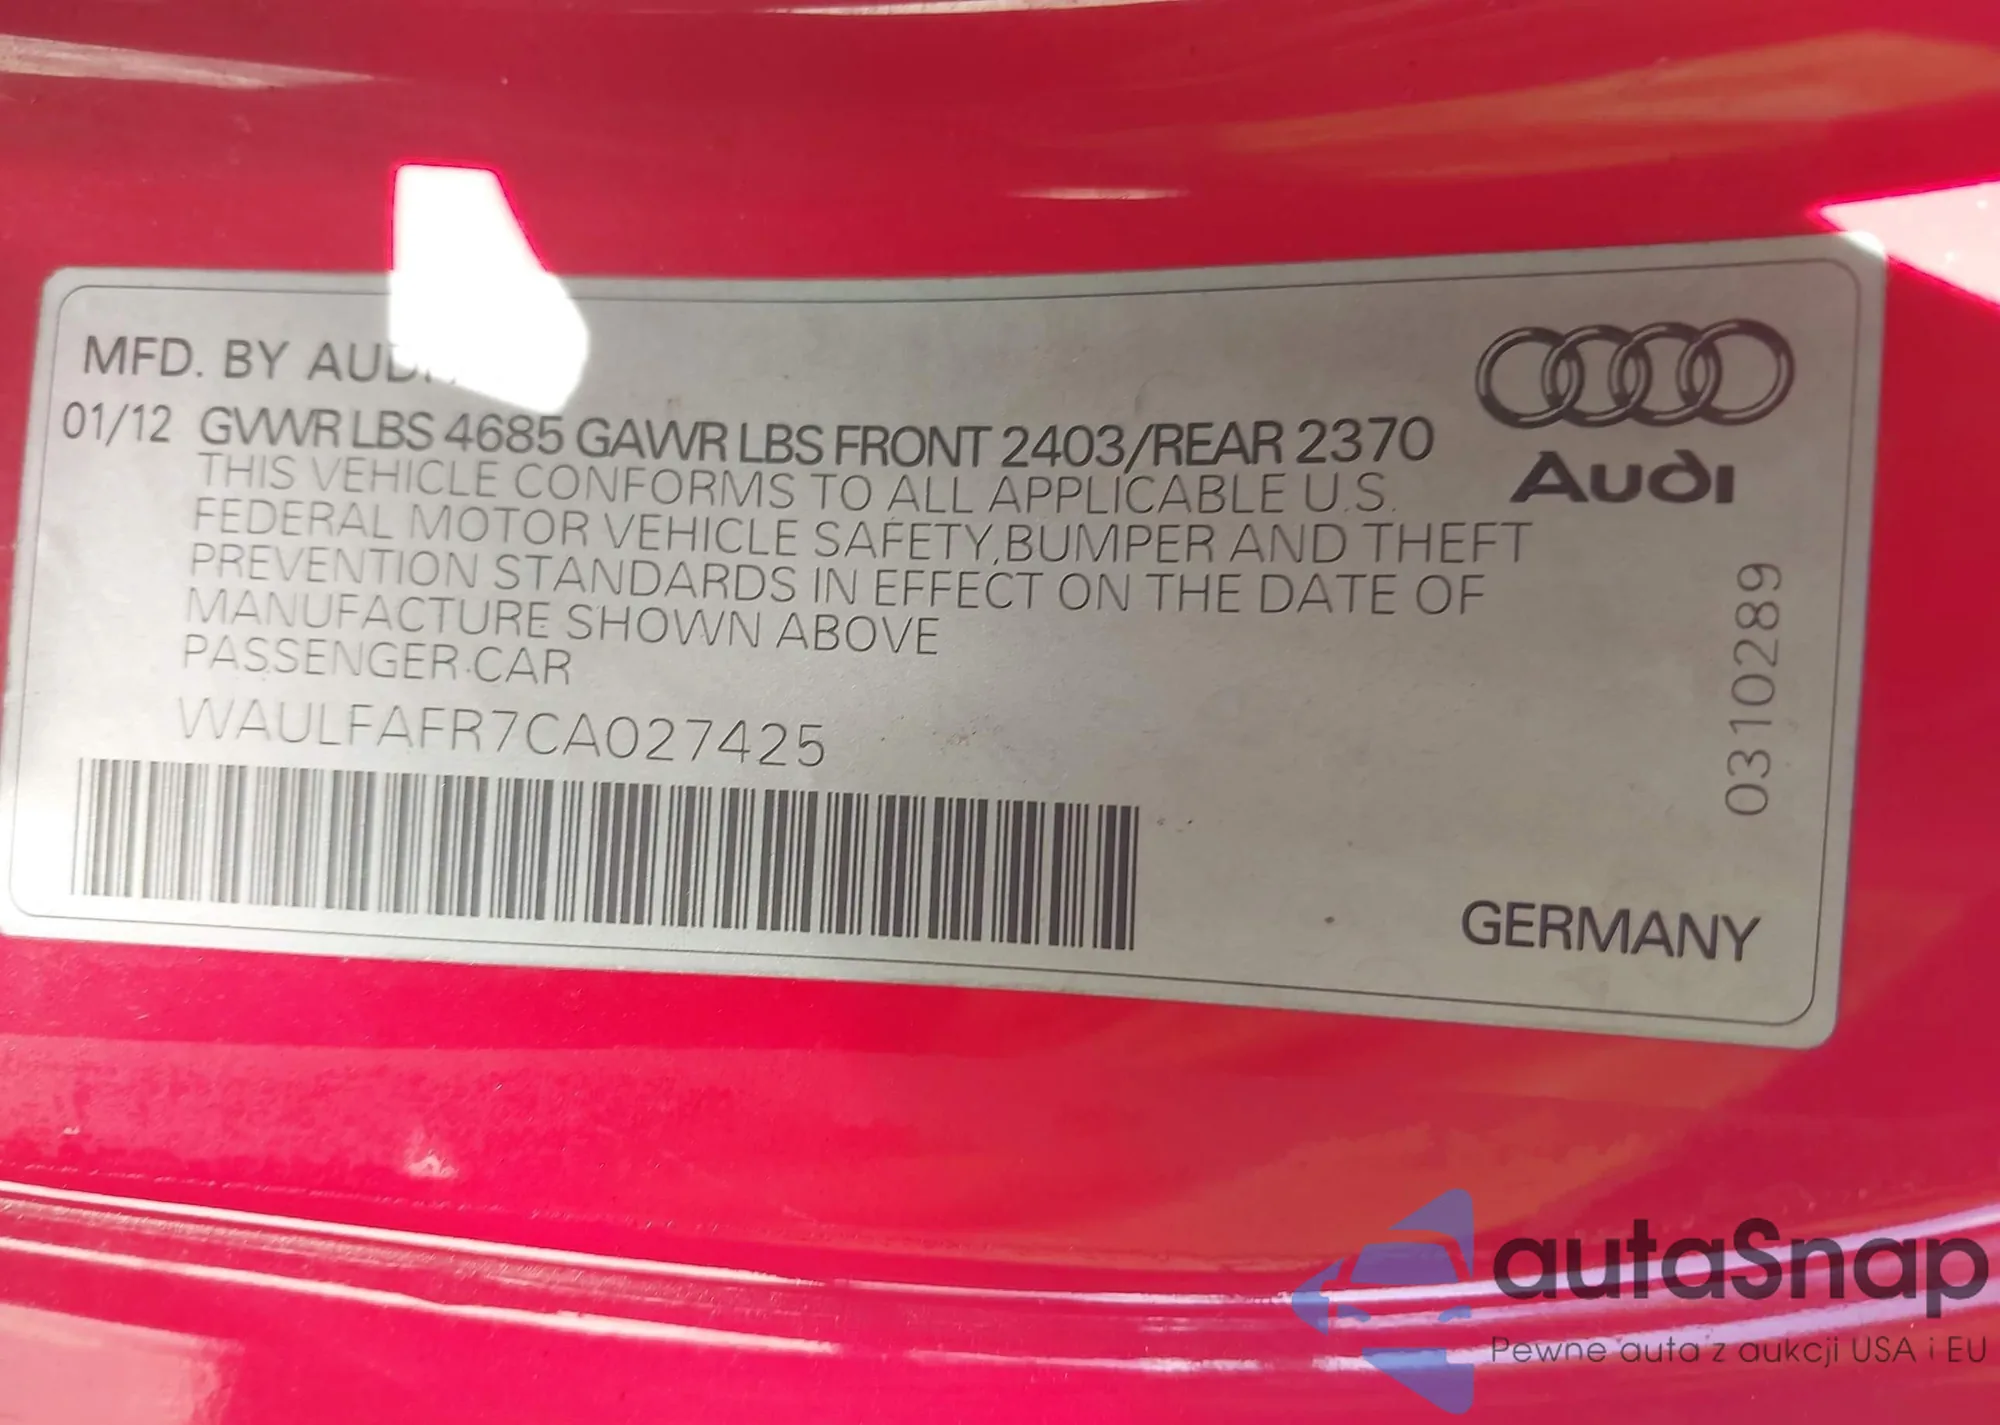 MFD. BY
01/12 GVWR LBS 4685 GAWR LBS FRONT 2403/REAR 2370
THIS VEHICLE CONFORMS TO ALL APPLICABLE U.S.
FEDERAL MOTOR VEHICLE SAFETY, BUMPER AND THEFT
PREVENTION STANDARDS IN EFFECT ON THE DATE OF
MANUFACTURE SHOWN ABOVE
PASSENGER CAR
WAULFAFR7CA027425
Audi
0310289
GERMANY
autaSnap
Pewne auta z aukcji USA i EU